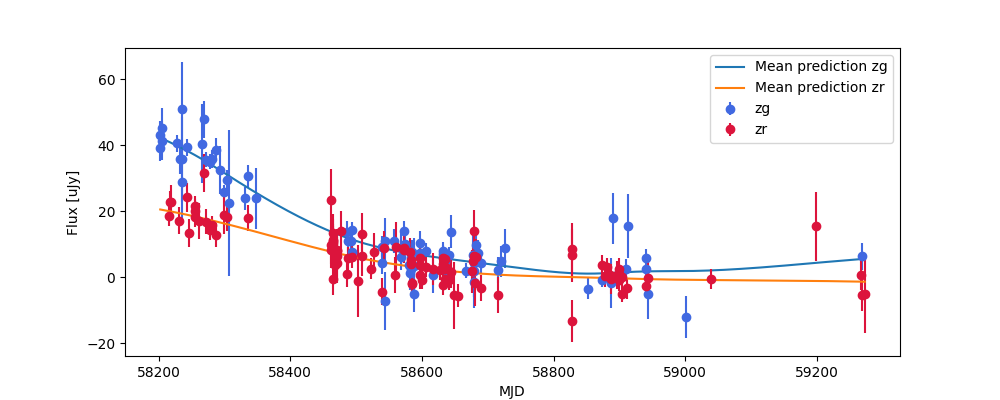 Mean prediction zg
Mean prediction zr
zg
zr
60
40
20
0
−20
Flux [uJy]
58200 58400 58600 58800 59000 59200
MJD